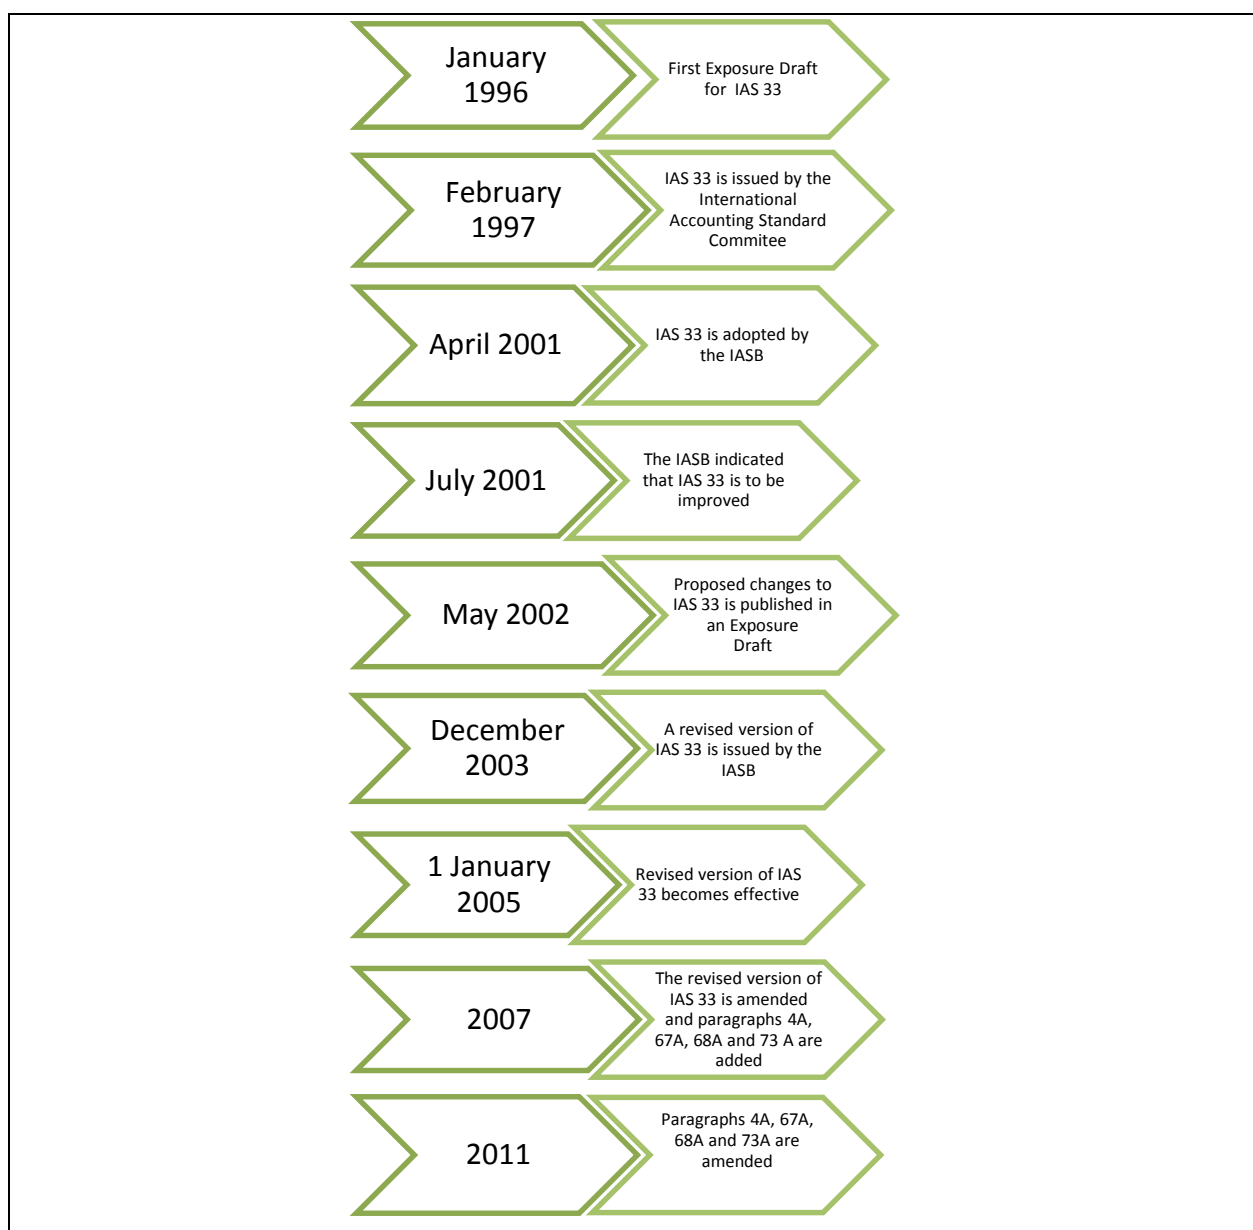 January
1996
First Exposure Draft
for IAS 33
February
1997
IAS 33 is issued by the
International
Accounting Standard
Commitee
April 2001
IAS 33 is adopted by
the IASB
July 2001
The IASB indicated
that IAS 33 is to be
improved
May 2002
Proposed changes to
IAS 33 is published in
an Exposure
Draft
December
2003
A revised version of
IAS 33 is issued by the
IASB
1 January
2005
Revised version of IAS
33 becomes effective
2007
The revised version of
IAS 33 is amended
and paragraphs 4A,
67A, 68A and 73 A are
added
2011
Paragraphs 4A, 67A,
68A and 73A are
amended